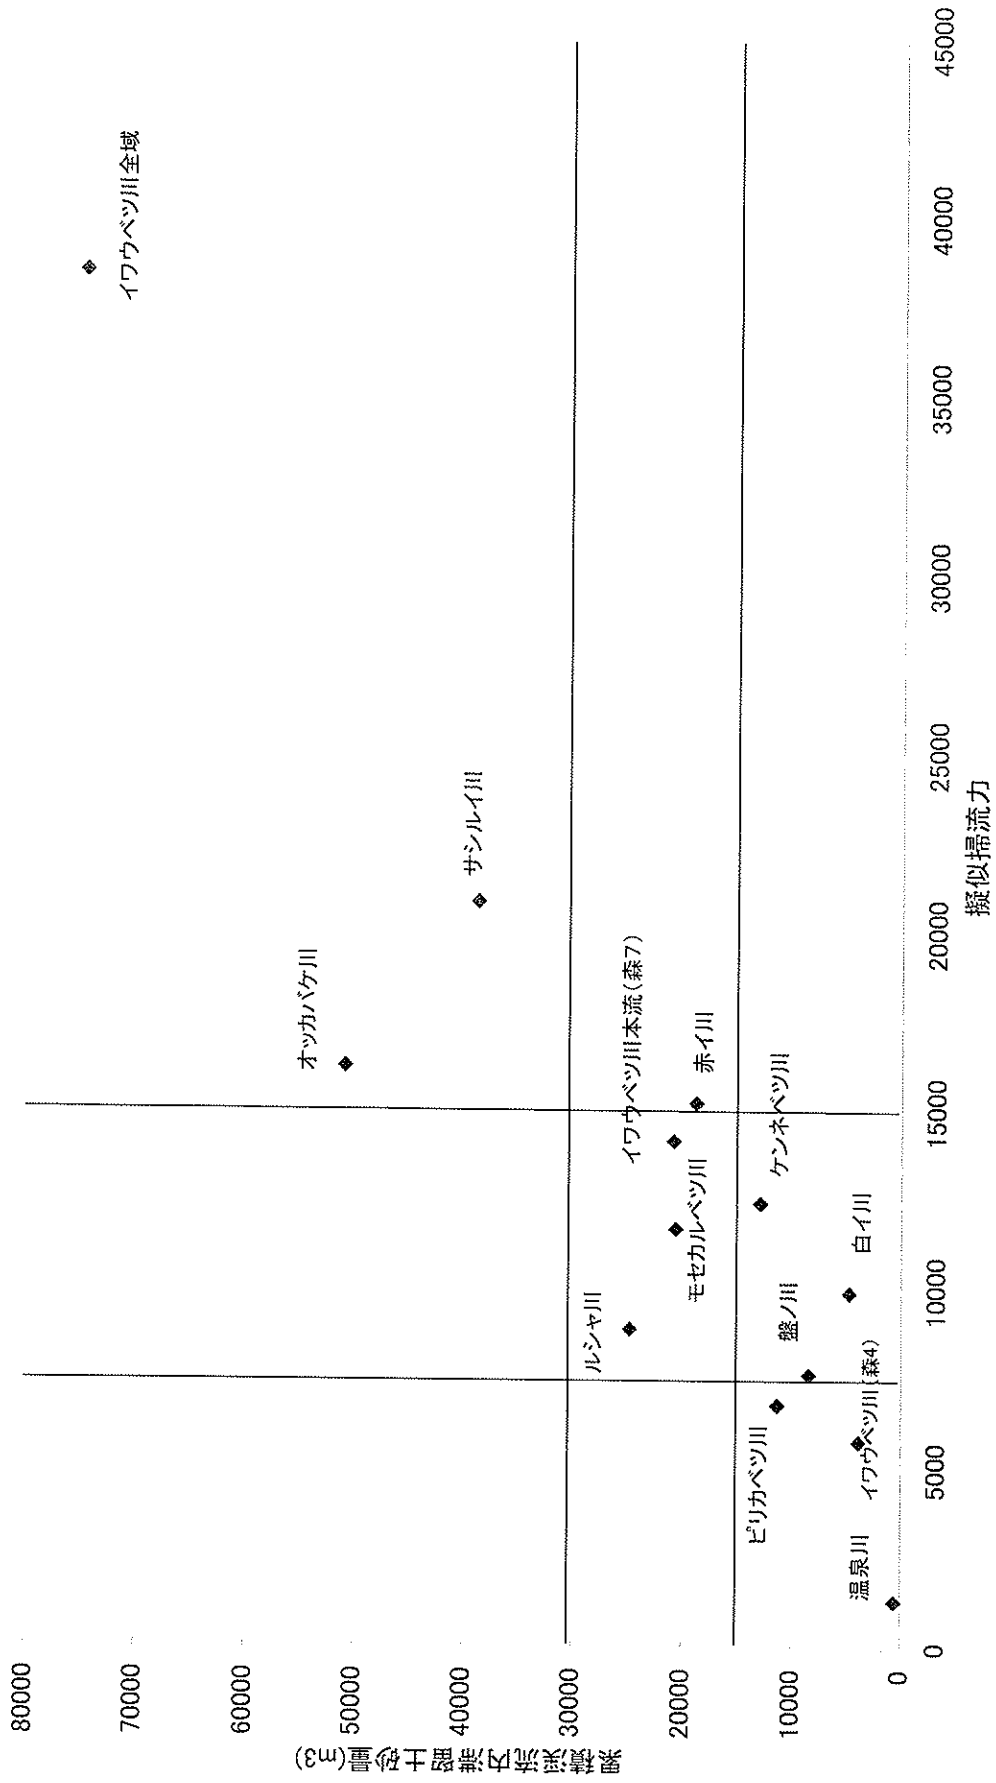 累積渓流内滞留土砂量(m3)
80000
70000
60000
50000
40000
30000
20000
10000
0
イワウベツ川全域
オッカバケ川
サシルイ川
イワウベツ川本流(森7)
赤イ川
ルシャ川
モセカルベツ川
ケンネベツ川
ピリカベツ川
盤ノ川
白イ川
イワウベツ川(森4)
温泉川
0
5000
10000
15000
20000
25000
30000
35000
40000
45000
擬似掃流力